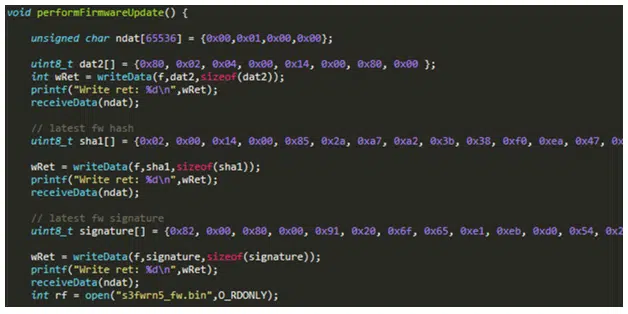 void performFirmwareUpdate() {
unsigned char ndat[65536] = {0x00,0x01,0x00,0x00};
uint8_t dat2[] = {0x80, 0x02, 0x04, 0x00, 0x14, 0x00, 0x80, 0x00 };
int wRet = writeData(f,dat2,sizeof(dat2));
printf("Write ret: %d\n",wRet);
receiveData(ndat);
// latest fw hash
uint8_t sha1[] = {0x02, 0x00, 0x14, 0x00, 0x85, 0x2a, 0xa7, 0xa2, 0x3b, 0x38, 0xf0, 0xea, 0x47, 0x
wRet = writeData(f,sha1,sizeof(sha1));
printf("Write ret: %d\n",wRet);
receiveData(ndat);
// latest fw signature
uint8_t signature[] = {0x82, 0x00, 0x80, 0x00, 0x91, 0x20, 0x6f, 0x65, 0xe1, 0xeb, 0xd0, 0x54, 0x2
wRet = writeData(f,signature,sizeof(signature));
printf("Write ret: %d\n",wRet);
receiveData(ndat);
int rf = open("s3fwrn5_fw.bin",O_RDONLY);